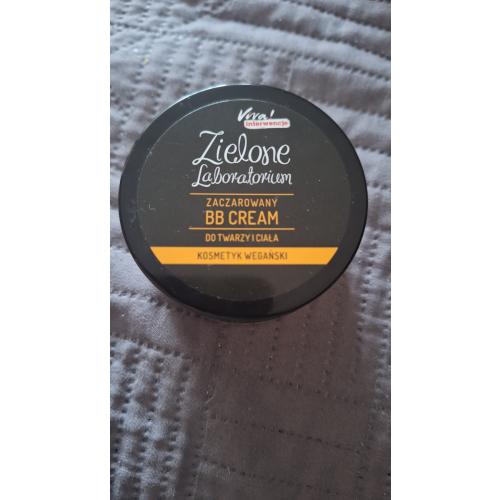 Viva!
interwencje
Zielone
Laboratorium
ZACZAROWANY
BB CREAM
DO TWARZY I CIAŁA
KOSMETYK WEGAŃSKI